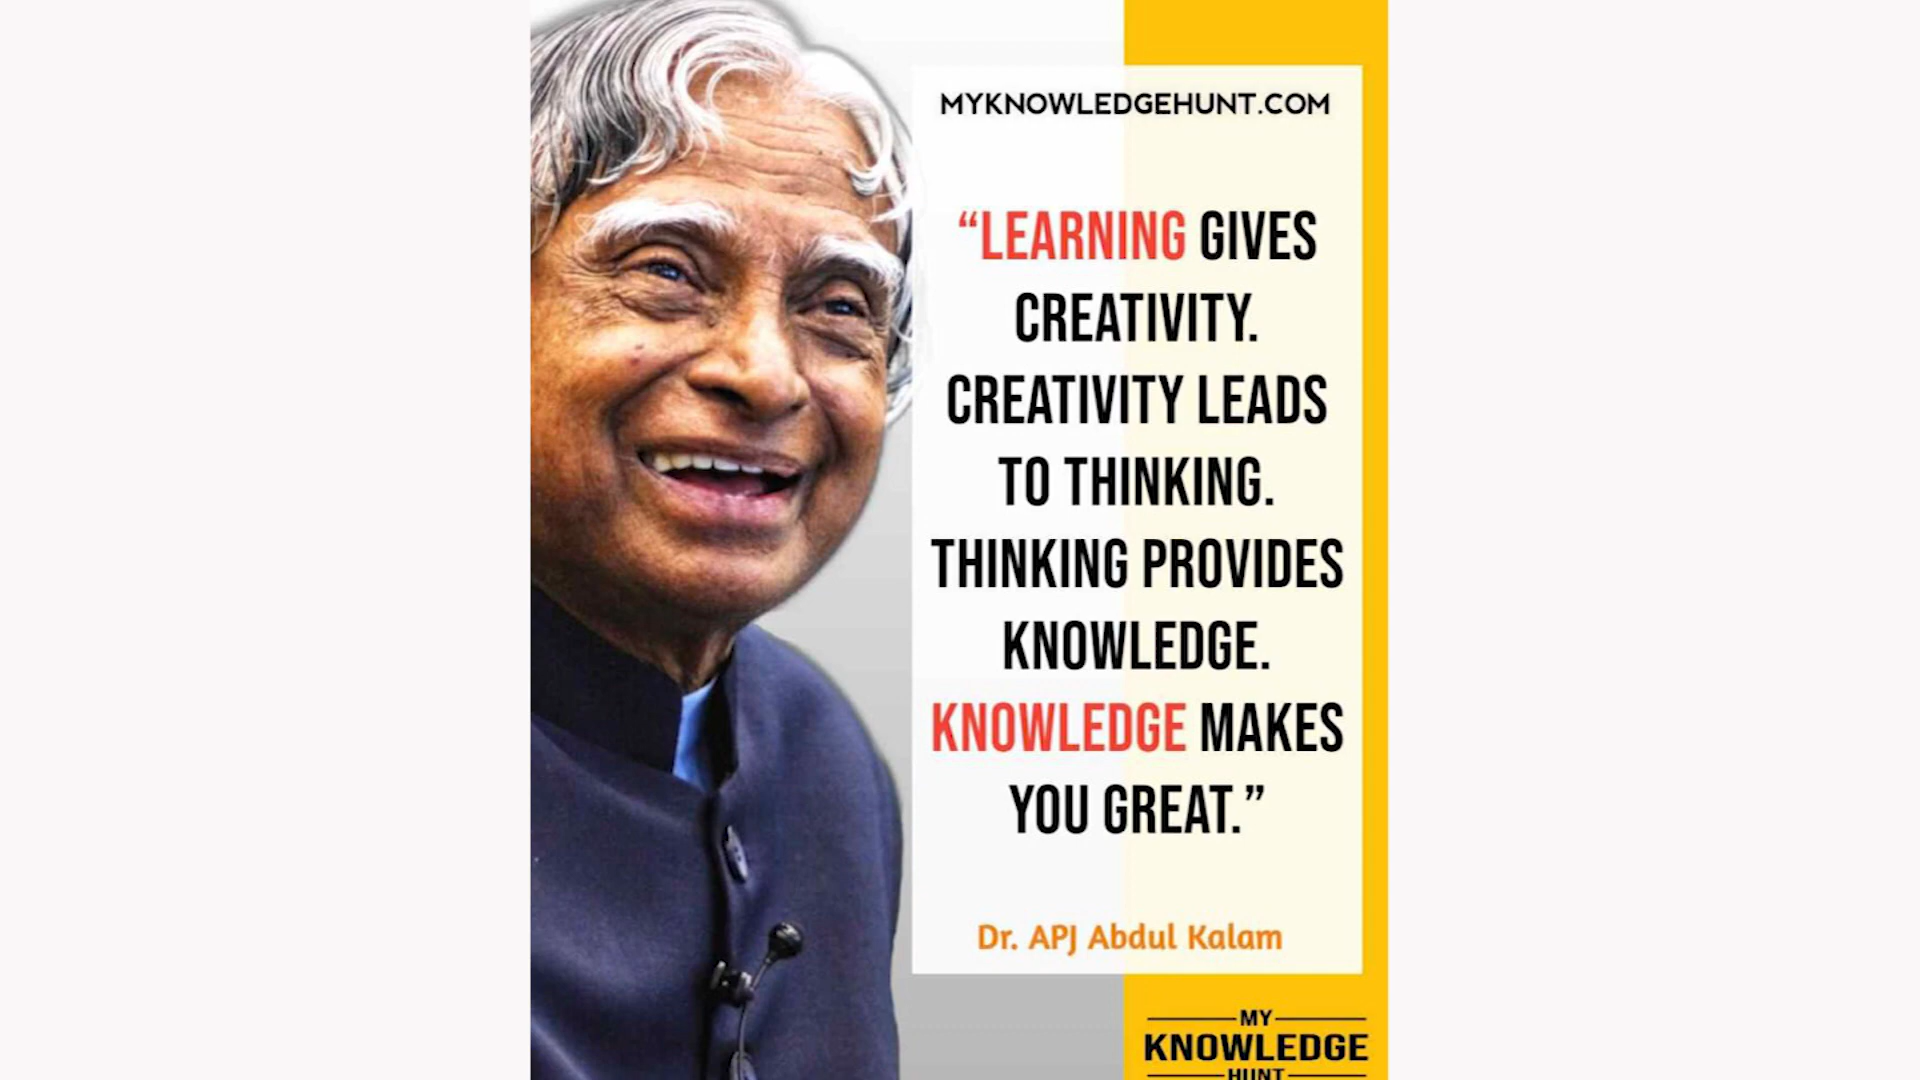 MYKNOWLEDGEHUNT.COM
“LEARNING GIVES
CREATIVITY.
CREATIVITY LEADS
TO THINKING.
THINKING PROVIDES
KNOWLEDGE.
KNOWLEDGE MAKES
YOU GREAT.”
Dr. APJ Abdul Kalam
MY
KNOWLEDGE
HUNT